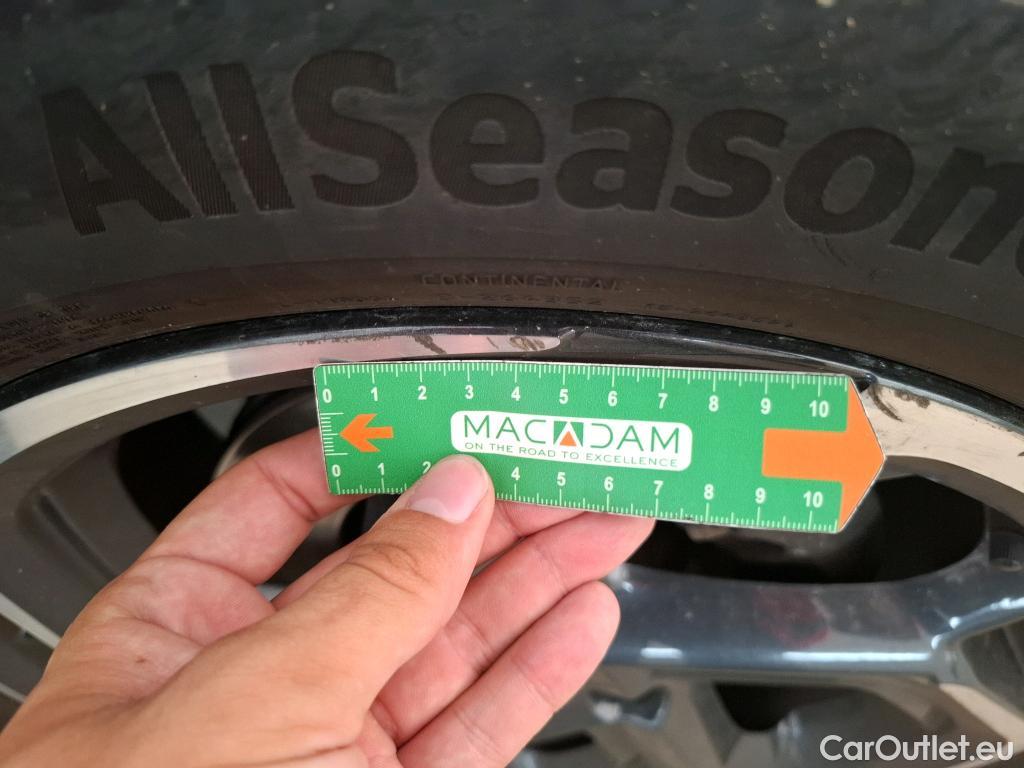 AllSeason
CONTINENTAL
0 1 2 3 4 5 6 7 8 9 10
MACADAM
ON THE ROAD TO EXCELLENCE
0 1 2 4 5 6 7 8 9 10
CarOutlet.eu